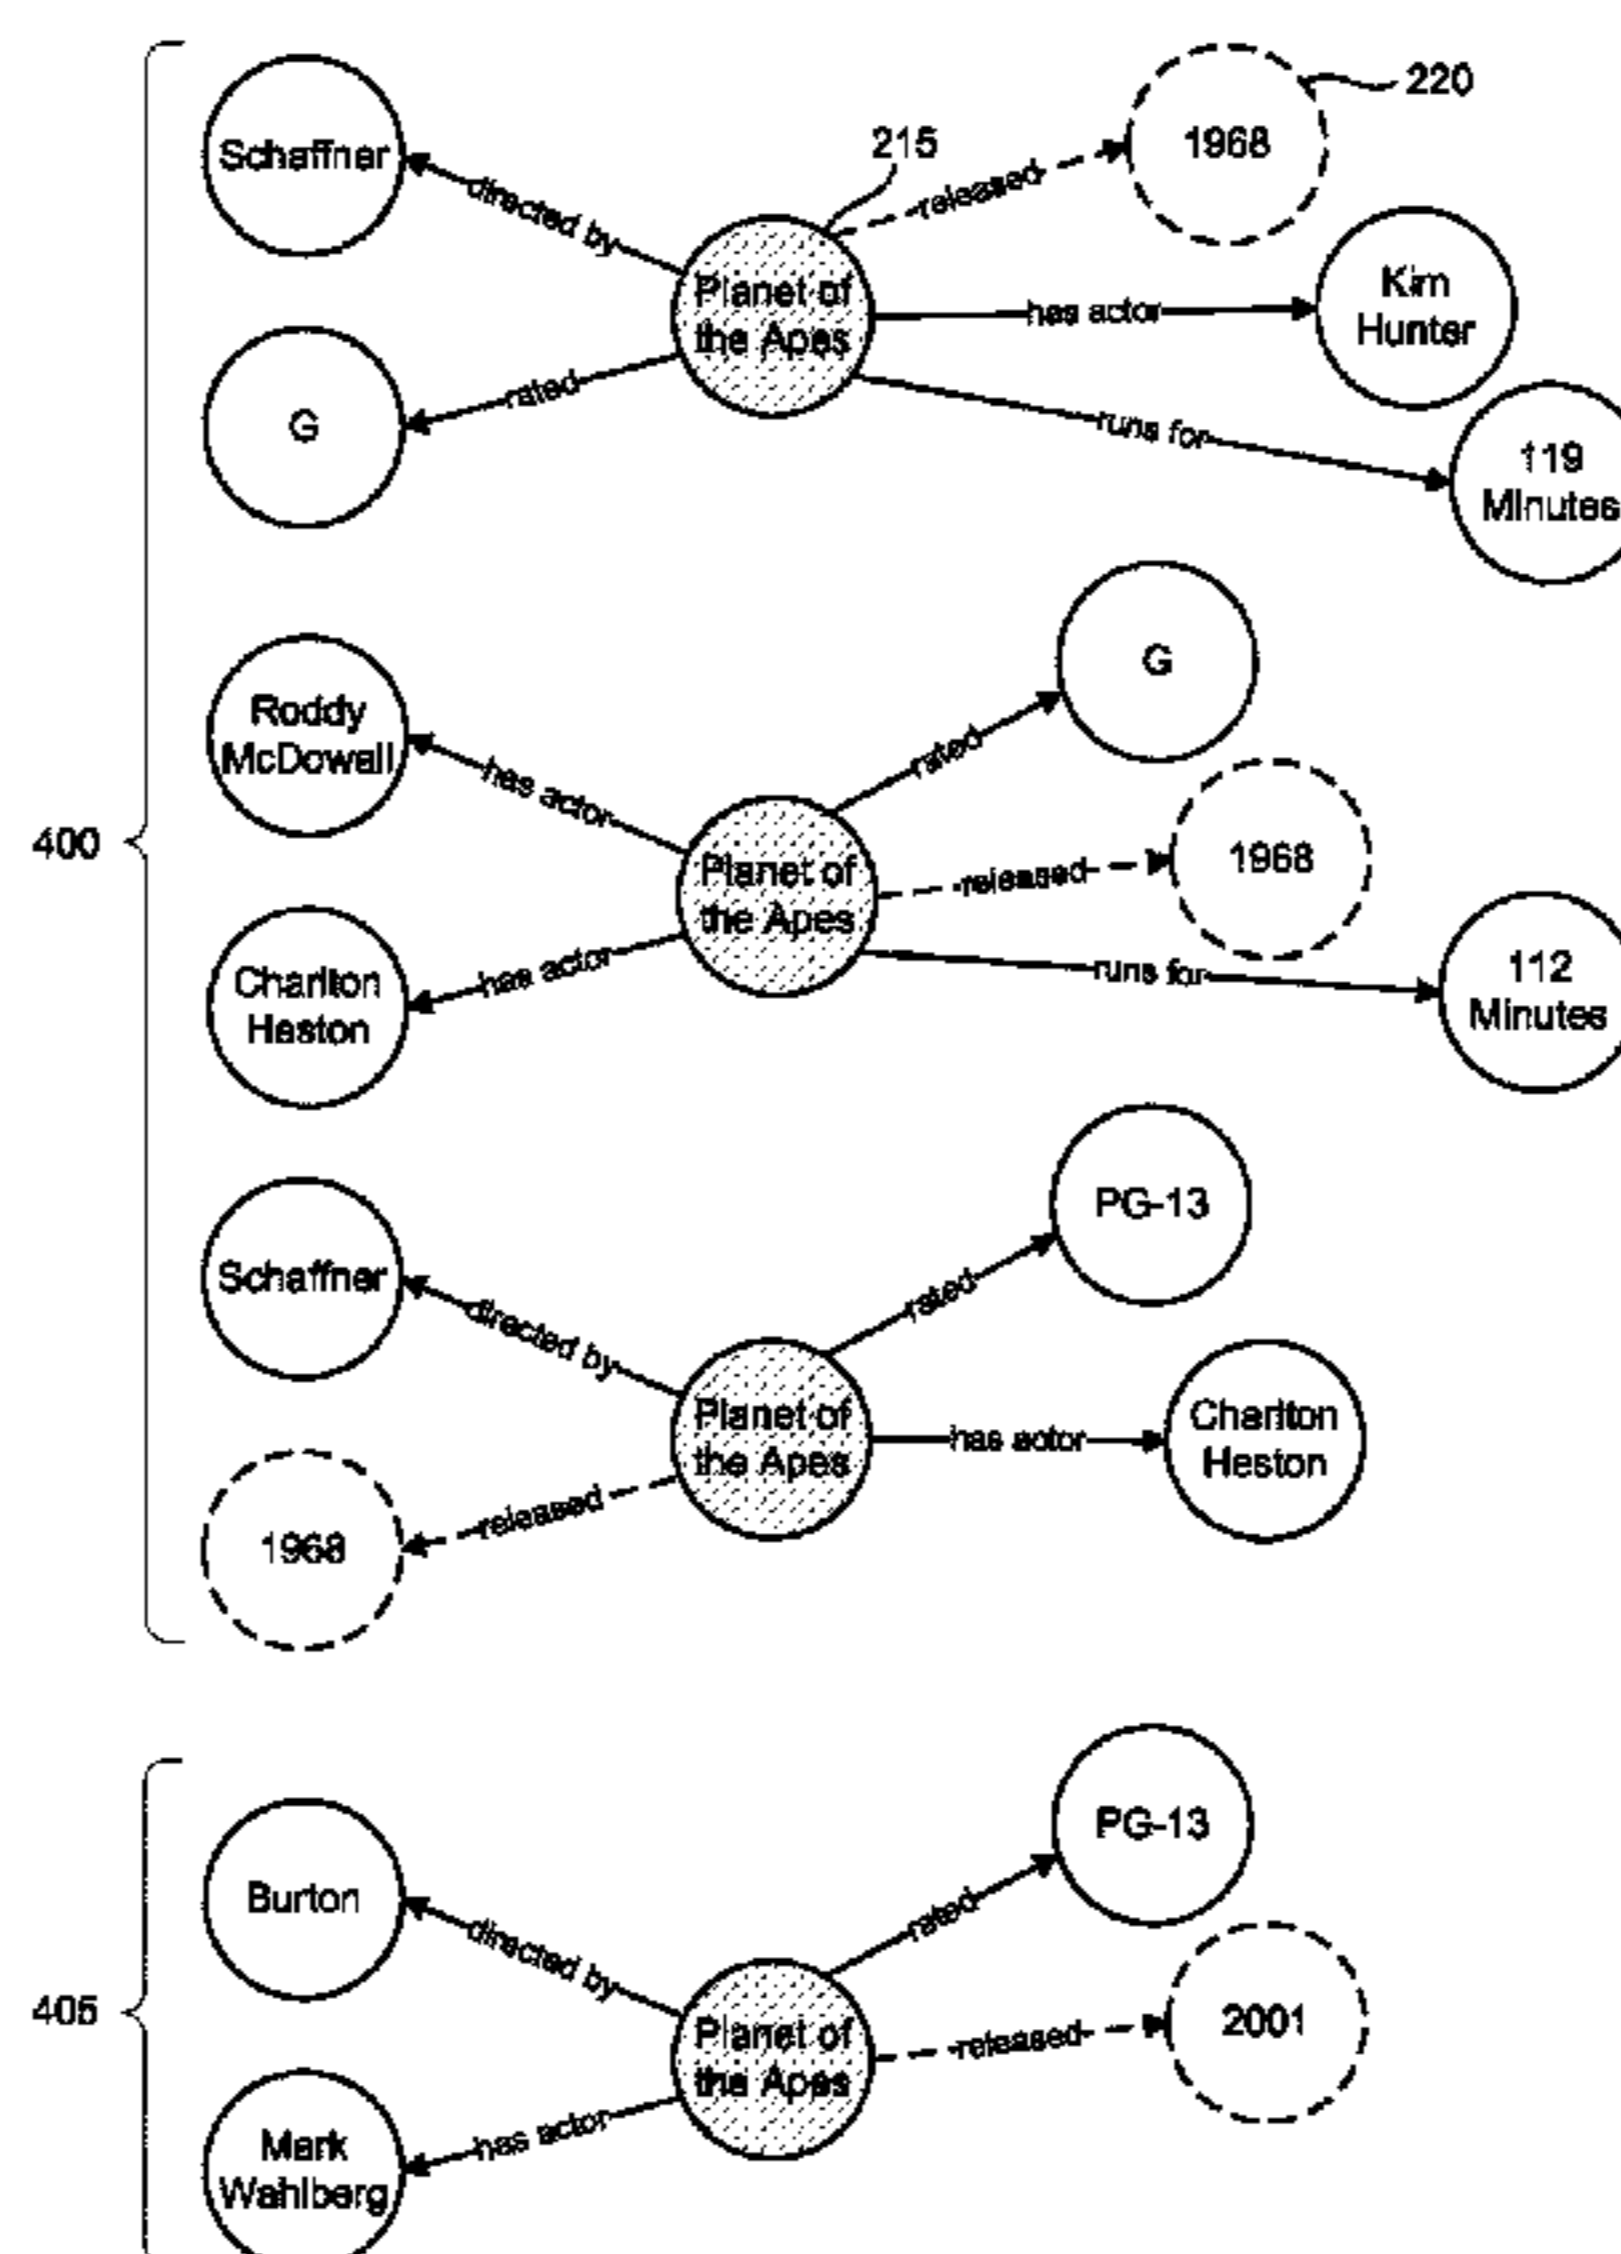 220
215
Schaffner
directed by
released
1968
Planet of
the Apes
has actor
Kim
Hunter
G
rated
runs for
119
Minutes
400
Roddy
McDowall
has actor
rated
G
Planet of
the Apes
released
1968
Charlton
Heston
has actor
runs for
112
Minutes
Schaffner
directed by
rated
PG-13
Planet of
the Apes
has actor
Charlton
Heston
1968
released
405
Burton
directed by
rated
PG-13
Planet of
the Apes
released
2001
Mark
Wahlberg
has actor